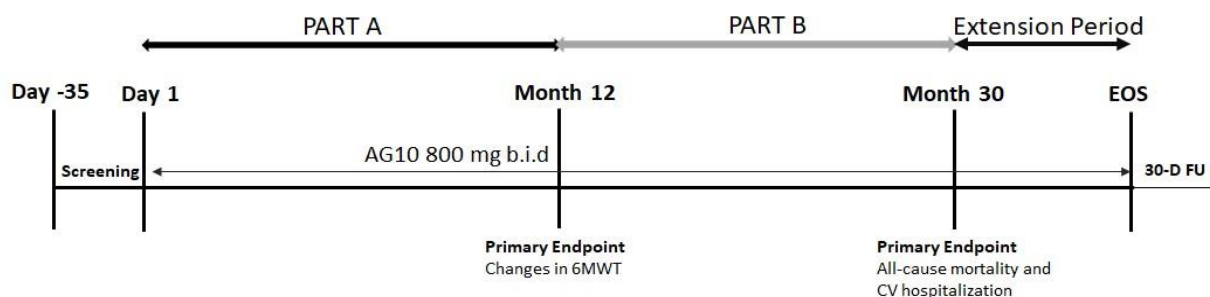 PART A PART B Extension Period
Day -35 Day 1 Month 12 Month 30 EOS
AG10 800 mg b.i.d
Screening 30-D FU
Primary Endpoint
Changes in 6MWT
Primary Endpoint
All-cause mortality and
CV hospitalization